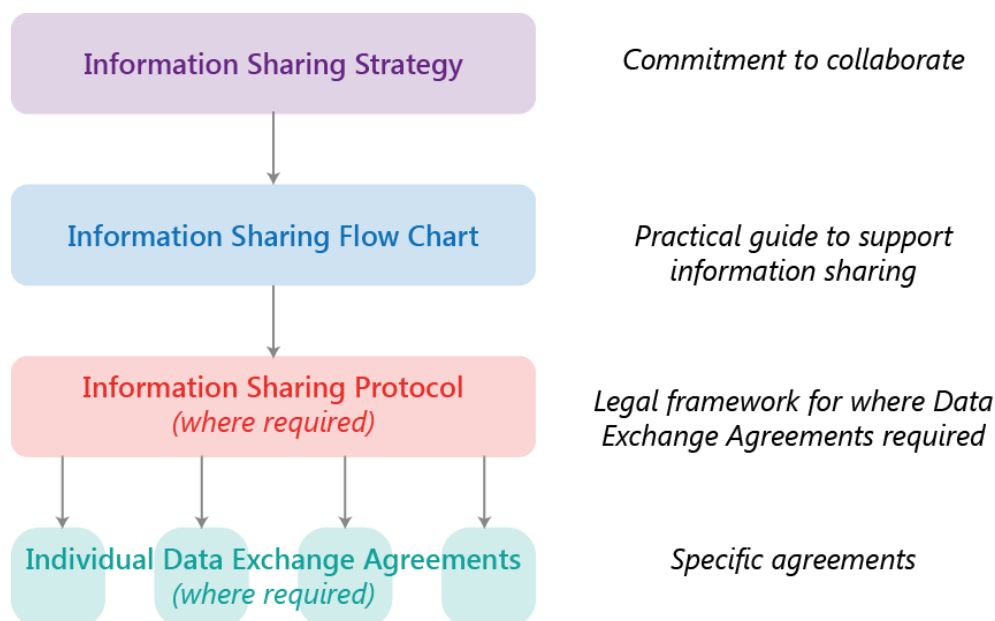 Information Sharing Strategy
Commitment to collaborate
Information Sharing Flow Chart
Practical guide to support
information sharing
Information Sharing Protocol
(where required)
Legal framework for where Data
Exchange Agreements required
Individual Data Exchange Agreements
(where required)
Specific agreements